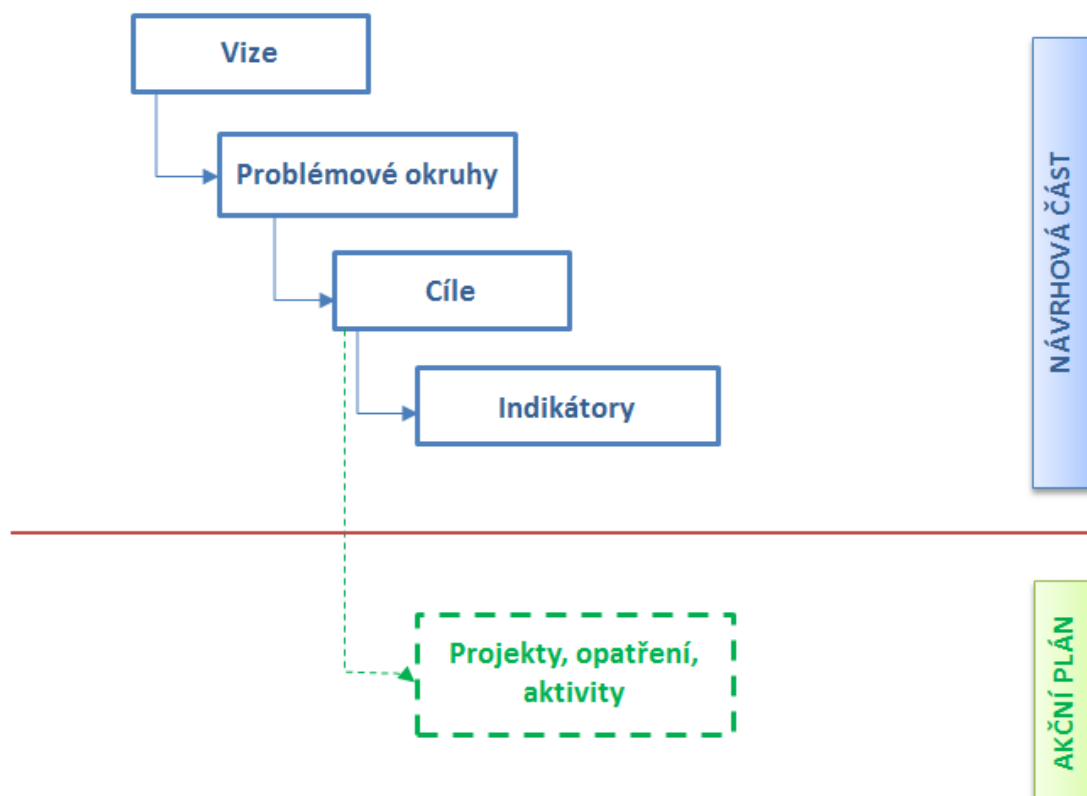 Vize
Problémové okruhy
Cíle
Indikátory
NÁVRHOVÁ ČÁST
Projekty, opatření,
aktivity
AKČNÍ PLÁN